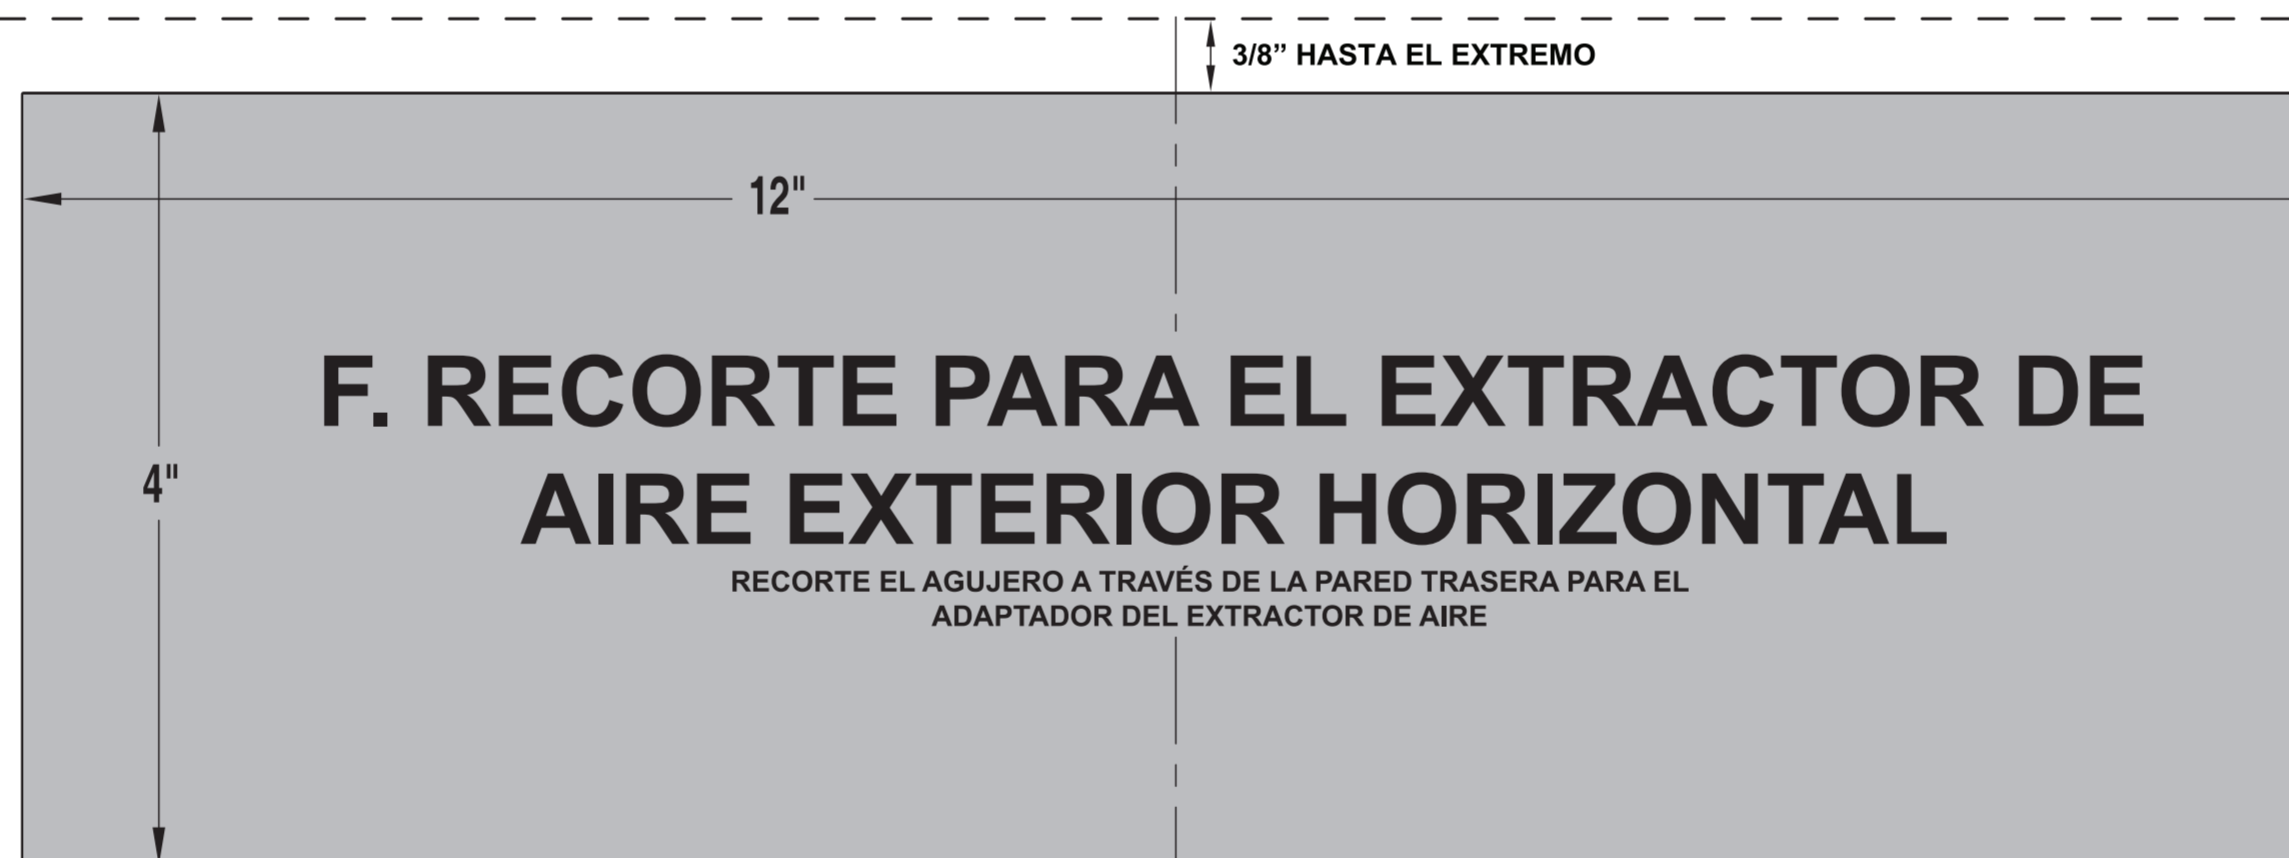 3/8” HASTA EL EXTREMO
12"
F. RECORTE PARA EL EXTRACTOR DE
AIRE EXTERIOR HORIZONTAL
4"
RECORTE EL AGUJERO A TRAVÉS DE LA PARED TRASERA PARA EL
ADAPTADOR DEL EXTRACTOR DE AIRE